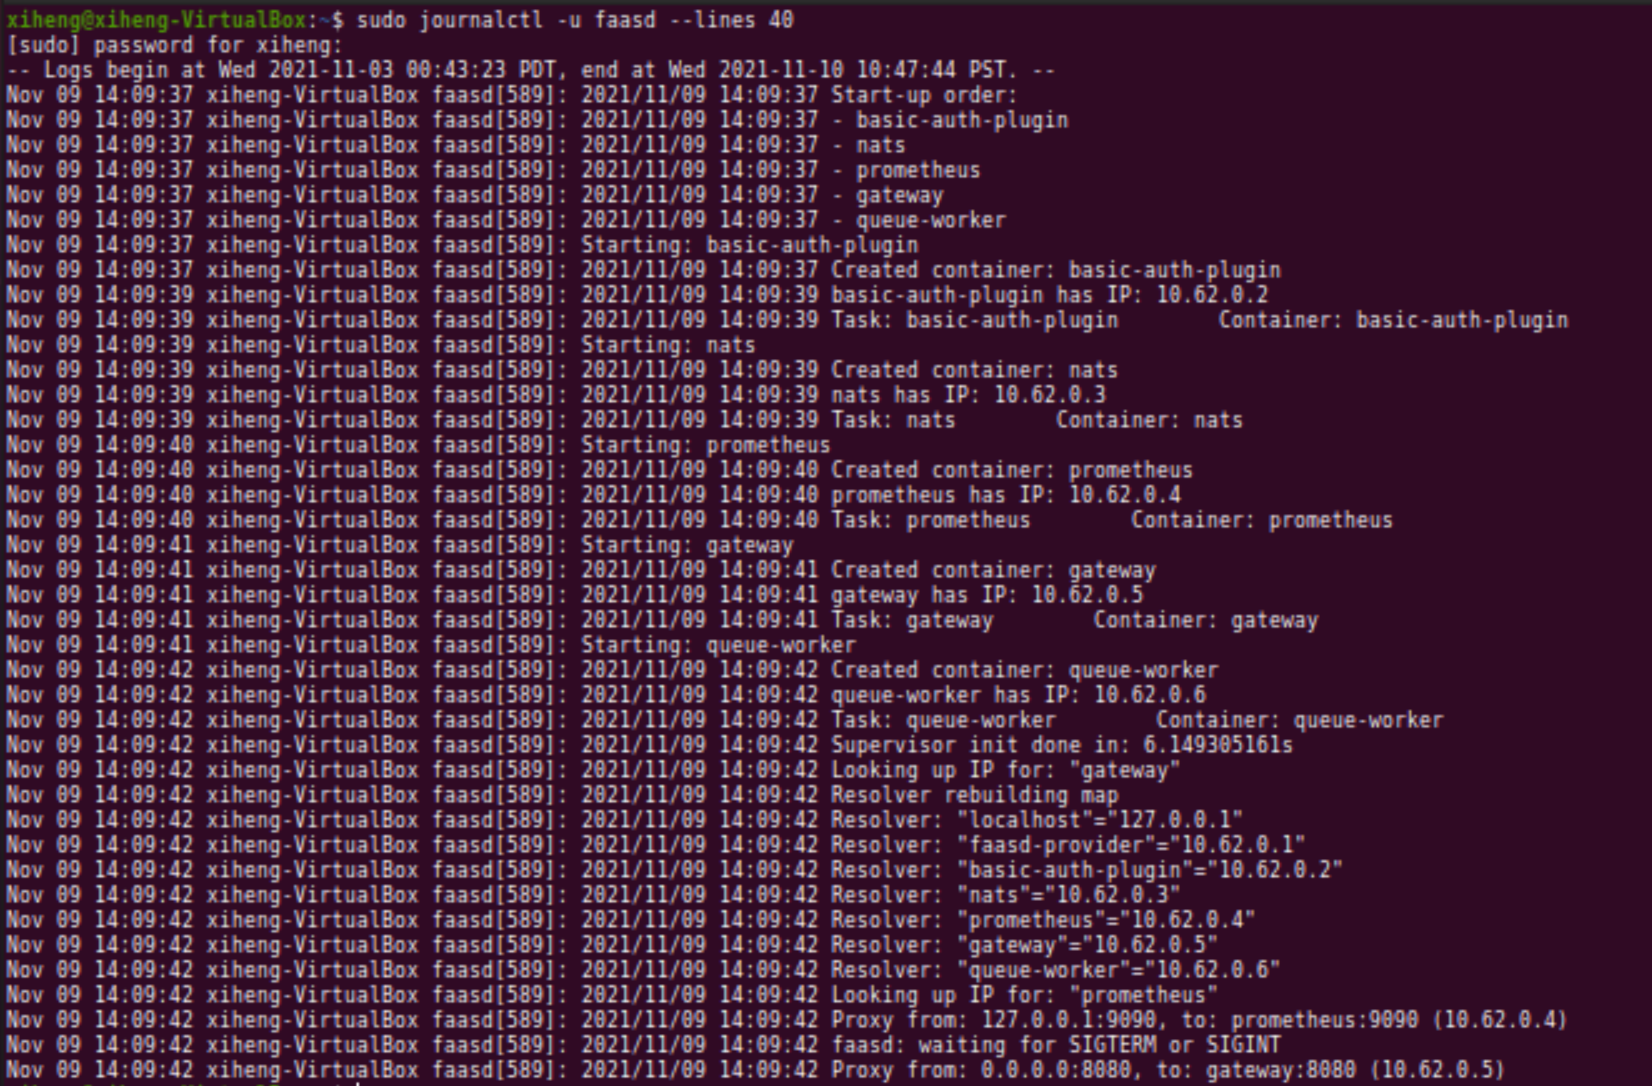 xiheng@xiheng-VirtualBox:~$ sudo journalctl -u faasd --lines 40
[sudo] password for xiheng:
-- Logs begin at Wed 2021-11-03 00:43:23 PDT, end at Wed 2021-11-10 10:47:44 PST. --
Nov 09 14:09:37 xiheng-VirtualBox faasd[589]: 2021/11/09 14:09:37 Start-up order:
Nov 09 14:09:37 xiheng-VirtualBox faasd[589]: 2021/11/09 14:09:37 - basic-auth-plugin
Nov 09 14:09:37 xiheng-VirtualBox faasd[589]: 2021/11/09 14:09:37 - nats
Nov 09 14:09:37 xiheng-VirtualBox faasd[589]: 2021/11/09 14:09:37 - prometheus
Nov 09 14:09:37 xiheng-VirtualBox faasd[589]: 2021/11/09 14:09:37 - gateway
Nov 09 14:09:37 xiheng-VirtualBox faasd[589]: 2021/11/09 14:09:37 - queue-worker
Nov 09 14:09:37 xiheng-VirtualBox faasd[589]: Starting: basic-auth-plugin
Nov 09 14:09:37 xiheng-VirtualBox faasd[589]: 2021/11/09 14:09:37 Created container: basic-auth-plugin
Nov 09 14:09:39 xiheng-VirtualBox faasd[589]: 2021/11/09 14:09:39 basic-auth-plugin has IP: 10.62.0.2
Nov 09 14:09:39 xiheng-VirtualBox faasd[589]: 2021/11/09 14:09:39 Task: basic-auth-plugin        Container: basic-auth-plugin
Nov 09 14:09:39 xiheng-VirtualBox faasd[589]: Starting: nats
Nov 09 14:09:39 xiheng-VirtualBox faasd[589]: 2021/11/09 14:09:39 Created container: nats
Nov 09 14:09:39 xiheng-VirtualBox faasd[589]: 2021/11/09 14:09:39 nats has IP: 10.62.0.3
Nov 09 14:09:39 xiheng-VirtualBox faasd[589]: 2021/11/09 14:09:39 Task: nats        Container: nats
Nov 09 14:09:40 xiheng-VirtualBox faasd[589]: Starting: prometheus
Nov 09 14:09:40 xiheng-VirtualBox faasd[589]: 2021/11/09 14:09:40 Created container: prometheus
Nov 09 14:09:40 xiheng-VirtualBox faasd[589]: 2021/11/09 14:09:40 prometheus has IP: 10.62.0.4
Nov 09 14:09:40 xiheng-VirtualBox faasd[589]: 2021/11/09 14:09:40 Task: prometheus        Container: prometheus
Nov 09 14:09:41 xiheng-VirtualBox faasd[589]: Starting: gateway
Nov 09 14:09:41 xiheng-VirtualBox faasd[589]: 2021/11/09 14:09:41 Created container: gateway
Nov 09 14:09:41 xiheng-VirtualBox faasd[589]: 2021/11/09 14:09:41 gateway has IP: 10.62.0.5
Nov 09 14:09:41 xiheng-VirtualBox faasd[589]: 2021/11/09 14:09:41 Task: gateway        Container: gateway
Nov 09 14:09:41 xiheng-VirtualBox faasd[589]: Starting: queue-worker
Nov 09 14:09:42 xiheng-VirtualBox faasd[589]: 2021/11/09 14:09:42 Created container: queue-worker
Nov 09 14:09:42 xiheng-VirtualBox faasd[589]: 2021/11/09 14:09:42 queue-worker has IP: 10.62.0.6
Nov 09 14:09:42 xiheng-VirtualBox faasd[589]: 2021/11/09 14:09:42 Task: queue-worker        Container: queue-worker
Nov 09 14:09:42 xiheng-VirtualBox faasd[589]: 2021/11/09 14:09:42 Supervisor init done in: 6.149305161s
Nov 09 14:09:42 xiheng-VirtualBox faasd[589]: 2021/11/09 14:09:42 Looking up IP for: "gateway"
Nov 09 14:09:42 xiheng-VirtualBox faasd[589]: 2021/11/09 14:09:42 Resolver rebuilding map
Nov 09 14:09:42 xiheng-VirtualBox faasd[589]: 2021/11/09 14:09:42 Resolver: "localhost"="127.0.0.1"
Nov 09 14:09:42 xiheng-VirtualBox faasd[589]: 2021/11/09 14:09:42 Resolver: "faasd-provider"="10.62.0.1"
Nov 09 14:09:42 xiheng-VirtualBox faasd[589]: 2021/11/09 14:09:42 Resolver: "basic-auth-plugin"="10.62.0.2"
Nov 09 14:09:42 xiheng-VirtualBox faasd[589]: 2021/11/09 14:09:42 Resolver: "nats"="10.62.0.3"
Nov 09 14:09:42 xiheng-VirtualBox faasd[589]: 2021/11/09 14:09:42 Resolver: "prometheus"="10.62.0.4"
Nov 09 14:09:42 xiheng-VirtualBox faasd[589]: 2021/11/09 14:09:42 Resolver: "gateway"="10.62.0.5"
Nov 09 14:09:42 xiheng-VirtualBox faasd[589]: 2021/11/09 14:09:42 Resolver: "queue-worker"="10.62.0.6"
Nov 09 14:09:42 xiheng-VirtualBox faasd[589]: 2021/11/09 14:09:42 Looking up IP for: "prometheus"
Nov 09 14:09:42 xiheng-VirtualBox faasd[589]: 2021/11/09 14:09:42 Proxy from: 127.0.0.1:9090, to: prometheus:9090 (10.62.0.4)
Nov 09 14:09:42 xiheng-VirtualBox faasd[589]: 2021/11/09 14:09:42 faasd: waiting for SIGTERM or SIGINT
Nov 09 14:09:42 xiheng-VirtualBox faasd[589]: 2021/11/09 14:09:42 Proxy from: 0.0.0.0:8080, to: gateway:8080 (10.62.0.5)